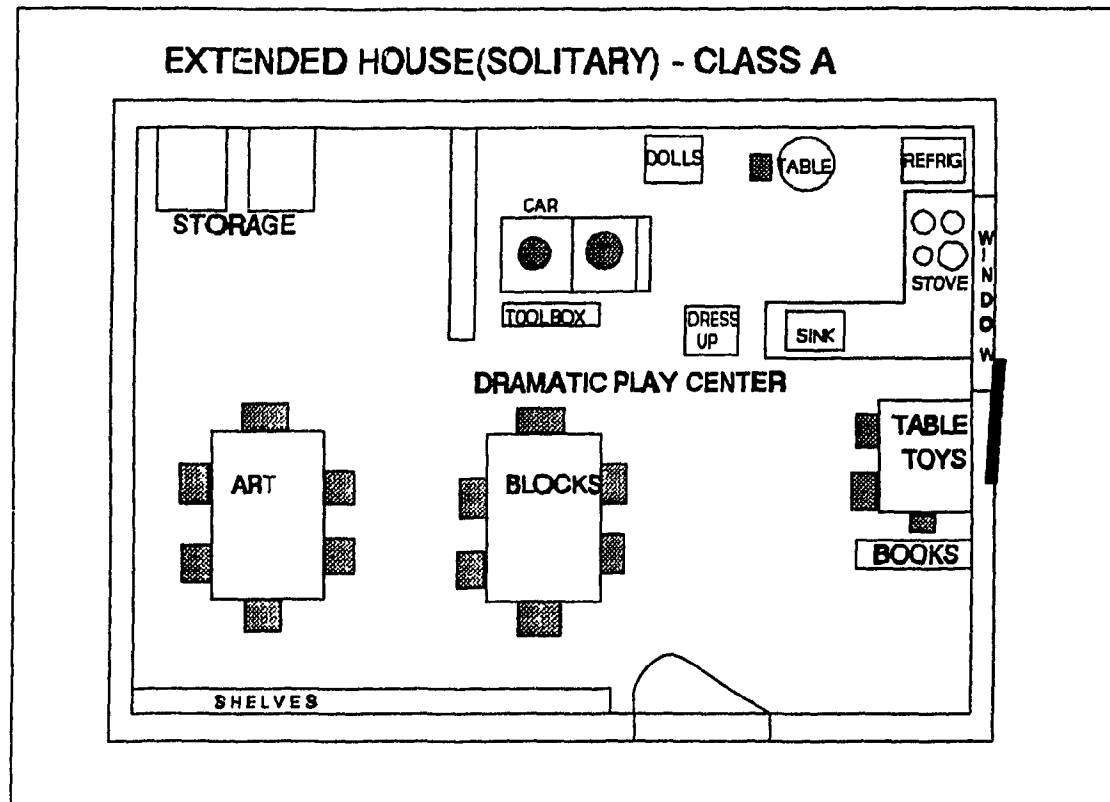 EXTENDED HOUSE(SOLITARY) - CLASS A
DOLLS
TABLE
REFRIG
STORAGE
CAR
WINDOW
STOVE
TOOLBOX
DRESS
UP
SINK
DRAMATIC PLAY CENTER
ART
BLOCKS
TABLE
TOYS
BOOKS
SHELVES